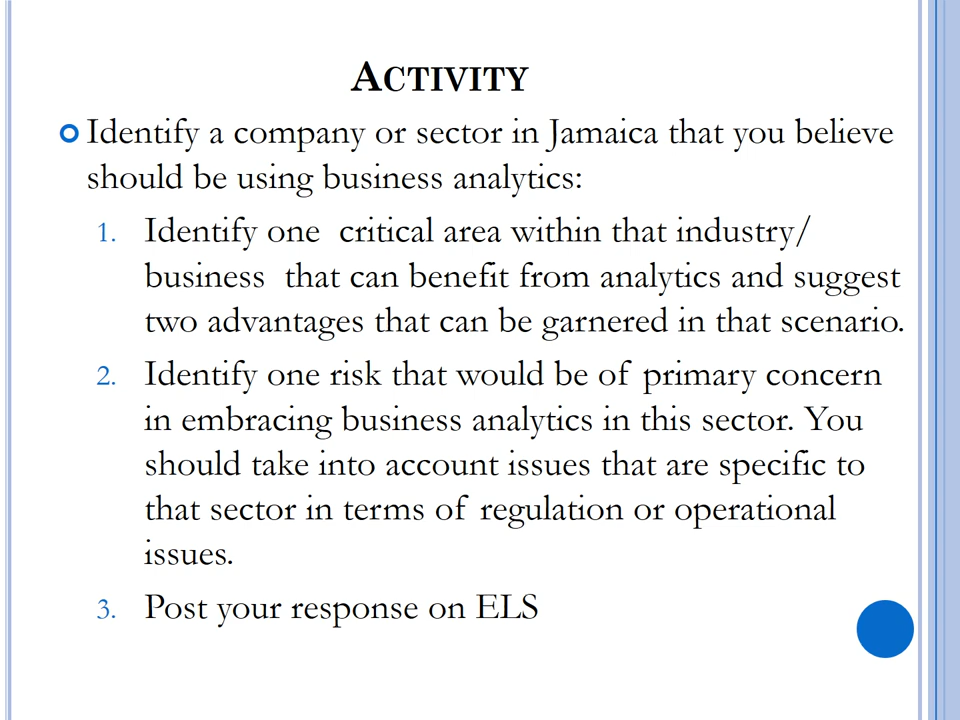 ACTIVITY
Identify a company or sector in Jamaica that you believe
should be using business analytics:
1. Identify one critical area within that industry/
business that can benefit from analytics and suggest
two advantages that can be garnered in that scenario.
2. Identify one risk that would be of primary concern
in embracing business analytics in this sector. You
should take into account issues that are specific to
that sector in terms of regulation or operational
issues.
3. Post your response on ELS